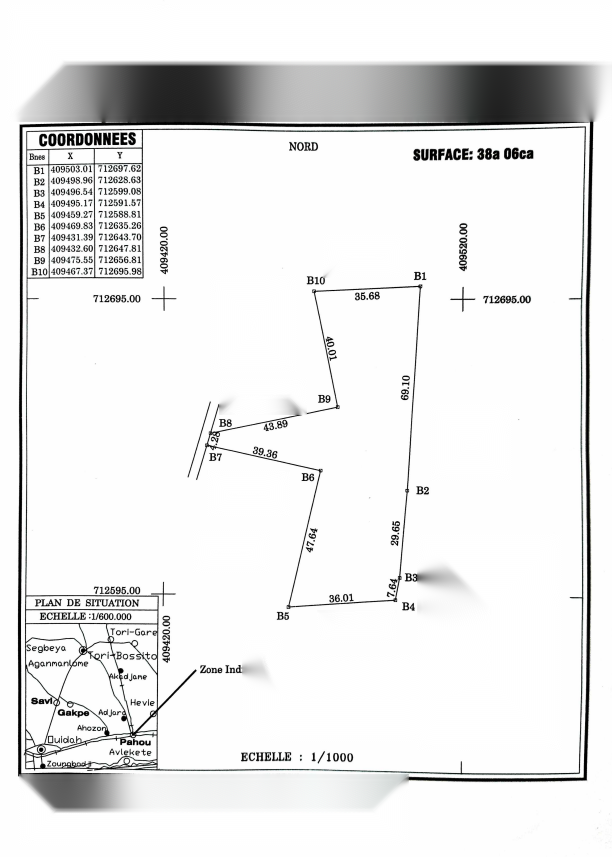 COORDONNEES
Bnes X Y
B1 409503.01 712697.62
B2 409498.96 712628.63
B3 409496.54 712599.08
B4 409495.17 712591.57
B5 409459.27 712588.81
B6 409469.83 712635.26
B7 409431.39 712643.70
B8 409432.60 712647.81
B9 409475.55 712656.81
B10 409467.37 712695.98
NORD
SURFACE: 38a 06ca
409420.00
409520.00
712695.00
712695.00
B10
B1
35.68
40.01
69.10
B9
B8
43.89
4.28
B7
39.36
B6
B2
47.64
29.65
B3
7.64
B4
36.01
B5
712595.00
409420.00
PLAN DE SITUATION
ECHELLE :1/600.000
Tori-Gare
Segbeya
Tori-Bossito
Aganmanlome
Akadjame
Zone
Savi
Hevie
Gakpe
Adjara
Ahozon
Ouidah
Pahou
Avlekete
Zoungbodji
ECHELLE : 1/1000